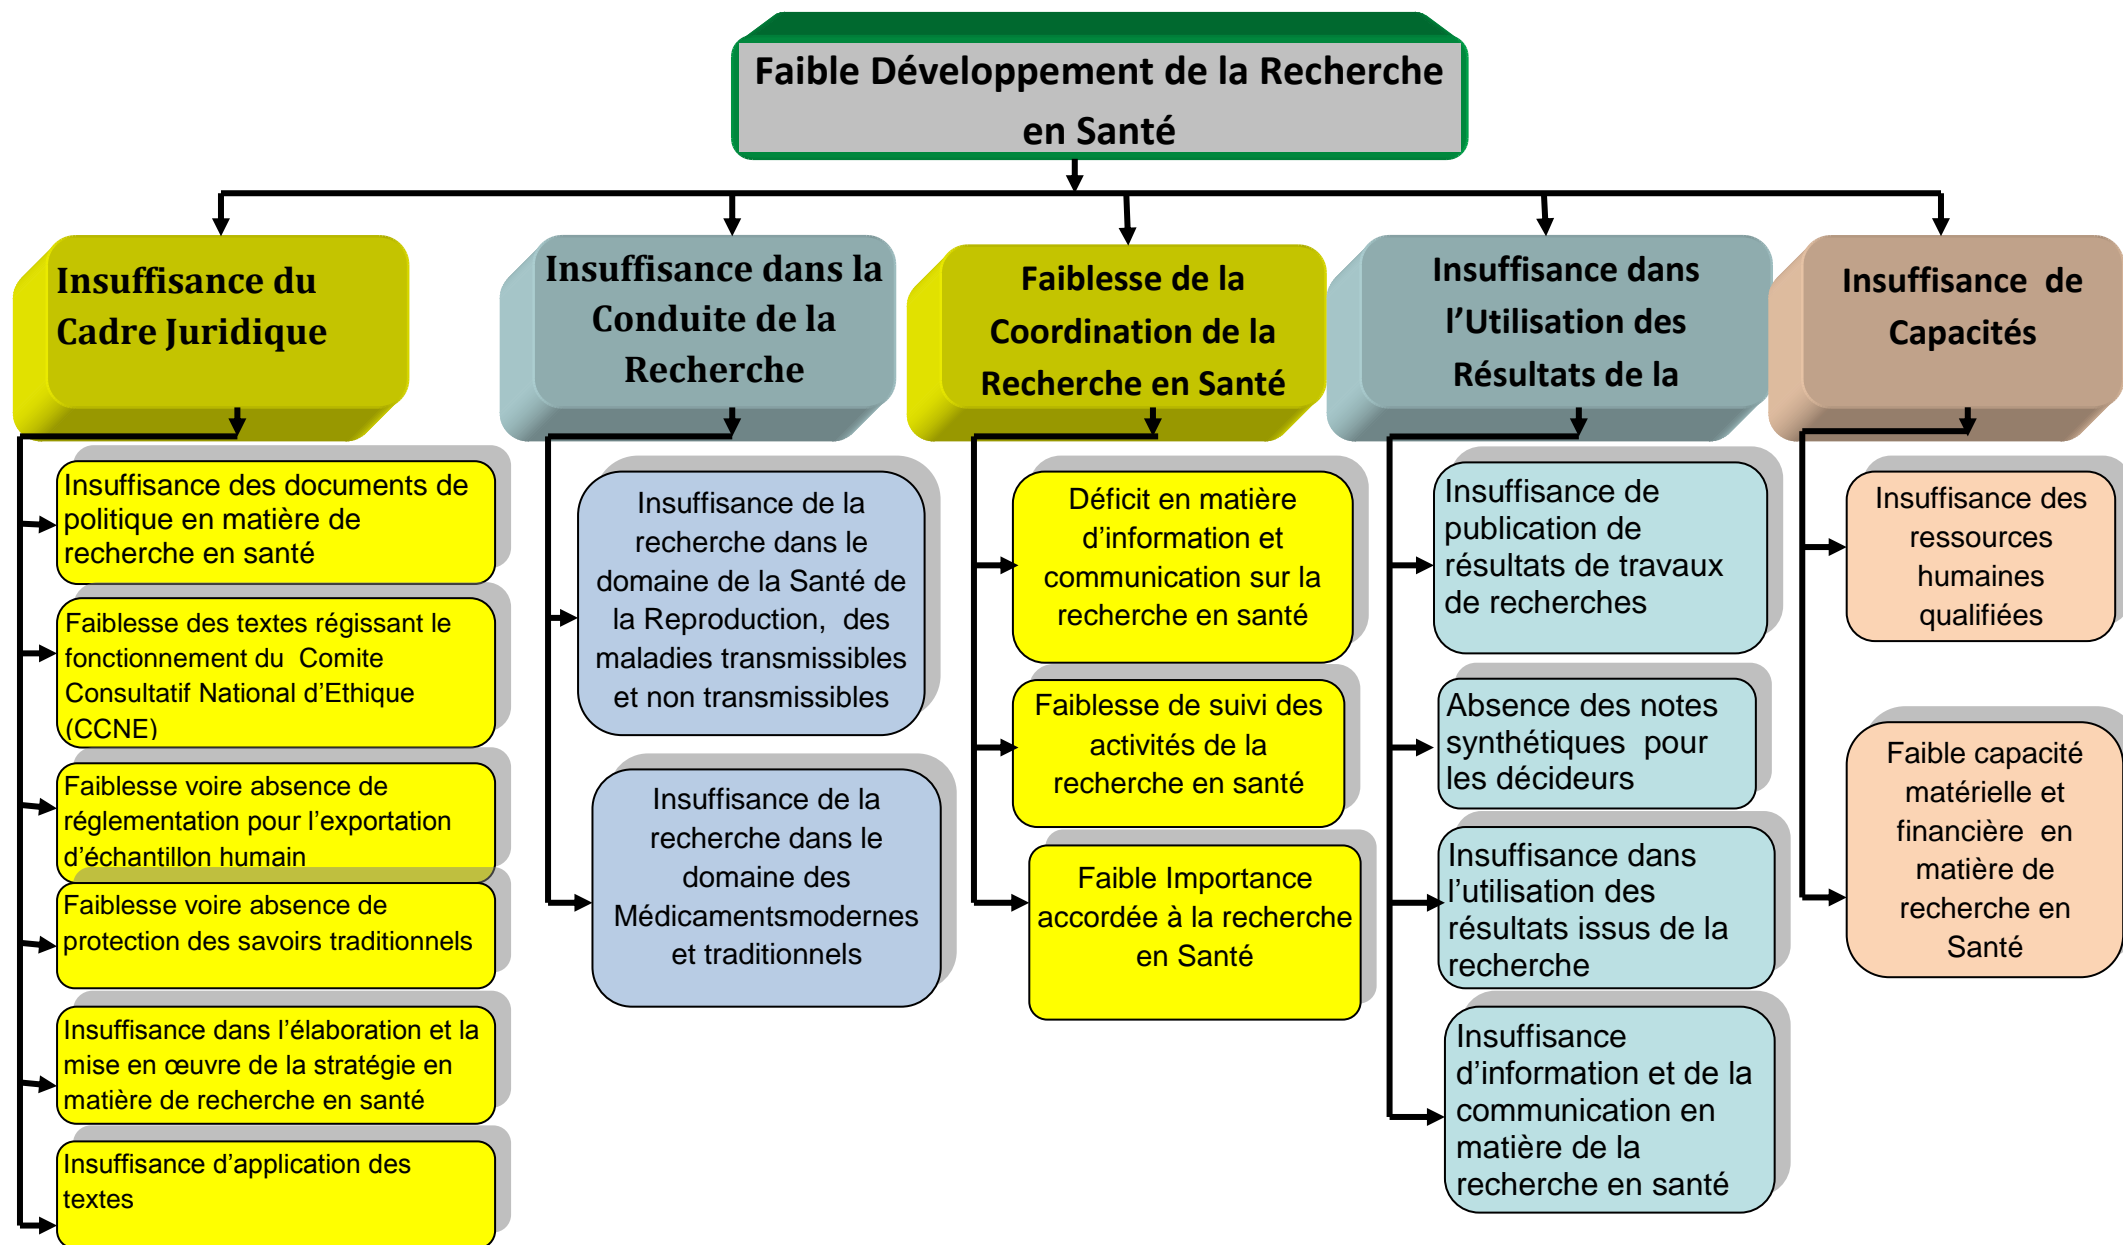 Faible Développement de la Recherche
en Santé
Insuffisance du
Cadre Juridique
Insuffisance des documents de
politique en matière de
recherche en santé
Faiblesse des textes régissant le
fonctionnement du Comite
Consultatif National d’Ethique
(CCNE)
Faiblesse voire absence de
réglementation pour l’exportation
d’échantillon humain
Faiblesse voire absence de
protection des savoirs traditionnels
Insuffisance dans l’élaboration et la
mise en œuvre de la stratégie en
matière de recherche en santé
Insuffisance d’application des
textes
Insuffisance dans la
Conduite de la
Recherche
Insuffisance de la
recherche dans le
domaine de la Santé de
la Reproduction, des
maladies transmissibles
et non transmissibles
Insuffisance de la
recherche dans le
domaine des
Médicamentsmodernes
et traditionnels
Faiblesse de la
Coordination de la
Recherche en Santé
Déficit en matière
d’information et
communication sur la
recherche en santé
Faiblesse de suivi des
activités de la
recherche en santé
Faible Importance
accordée à la recherche
en Santé
Insuffisance dans
l’Utilisation des
Résultats de la
Insuffisance de
publication de
résultats de travaux
de recherches
Absence des notes
synthétiques pour
les décideurs
Insuffisance dans
l’utilisation des
résultats issus de la
recherche
Insuffisance
d’information et de la
communication en
matière de la
recherche en santé
Insuffisance de
Capacités
Insuffisance des
ressources
humaines
qualifiées
Faible capacité
matérielle et
financière en
matière de
recherche en
Santé